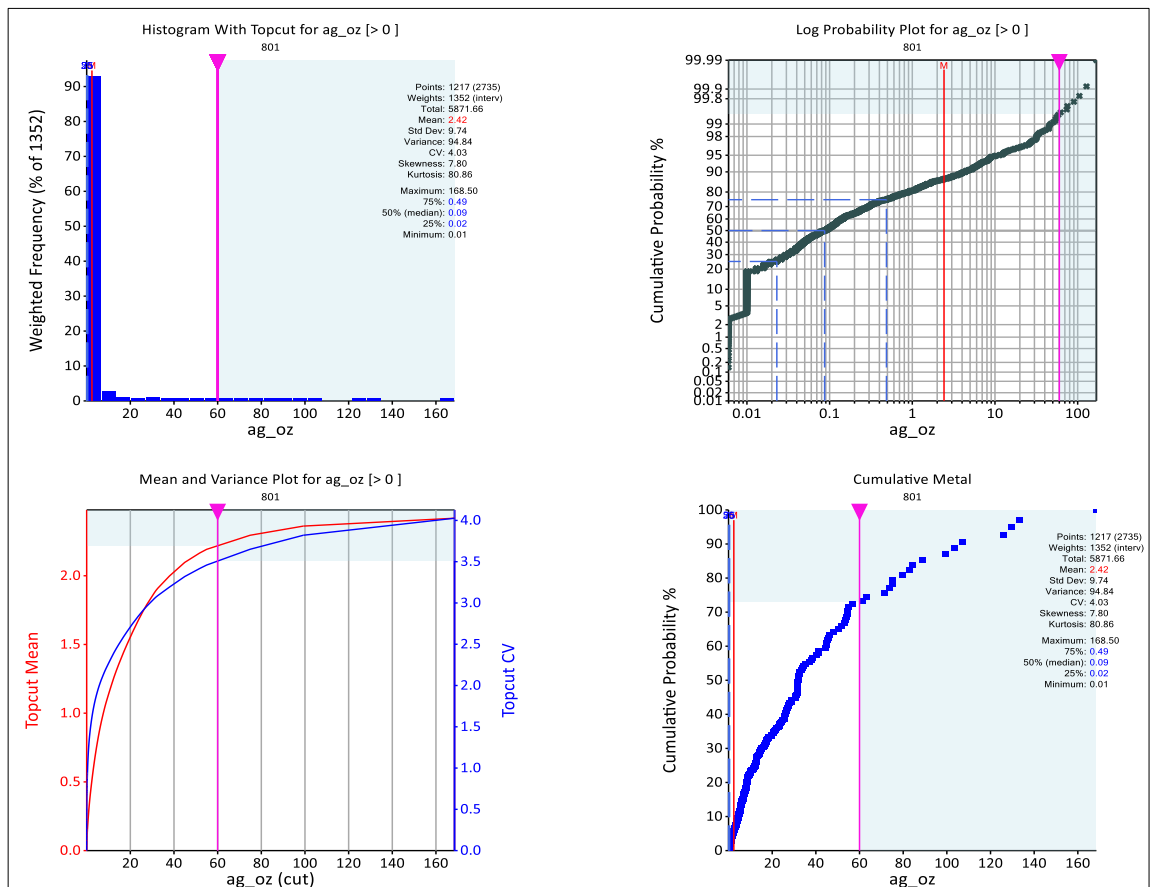 Histogram With Topcut for ag_oz [> 0 ]
801
Points: 1217 (2735)
Weights: 1352 (interv)
Total: 5871.66
Mean: 2.42
Std Dev: 9.74
Variance: 94.84
CV: 4.03
Skewness: 7.80
Kurtosis: 80.86
Maximum: 168.50
75%: 0.49
50% (median): 0.09
25%: 0.02
Minimum: 0.01
Weighted Frequency (% of 1352)
90
80
70
60
50
40
30
20
10
0
20 40 60 80 100 120 140 160
ag_oz
Log Probability Plot for ag_oz [> 0 ]
801
M
Cumulative Probability %
99.99
99.9
99.8
99
98
95
90
80
70
60
50
40
30
20
10
5
2
1
0.5
0.2
0.1
0.05
0.02
0.01
0.01 0.1 1 10 100
ag_oz
Mean and Variance Plot for ag_oz [> 0 ]
801
Topcut Mean
2.0
1.5
1.0
0.5
0.0
Topcut CV
4.0
3.5
3.0
2.5
2.0
1.5
1.0
0.5
0.0
20 40 60 80 100 120 140 160
ag_oz (cut)
Cumulative Metal
801
Points: 1217 (2735)
Weights: 1352 (interv)
Total: 5871.66
Mean: 2.42
Std Dev: 9.74
Variance: 94.84
CV: 4.03
Skewness: 7.80
Kurtosis: 80.86
Maximum: 168.50
75%: 0.49
50% (median): 0.09
25%: 0.02
Minimum: 0.01
Cumulative Probability %
100
90
80
70
60
50
40
30
20
10
0
20 40 60 80 100 120 140 160
ag_oz